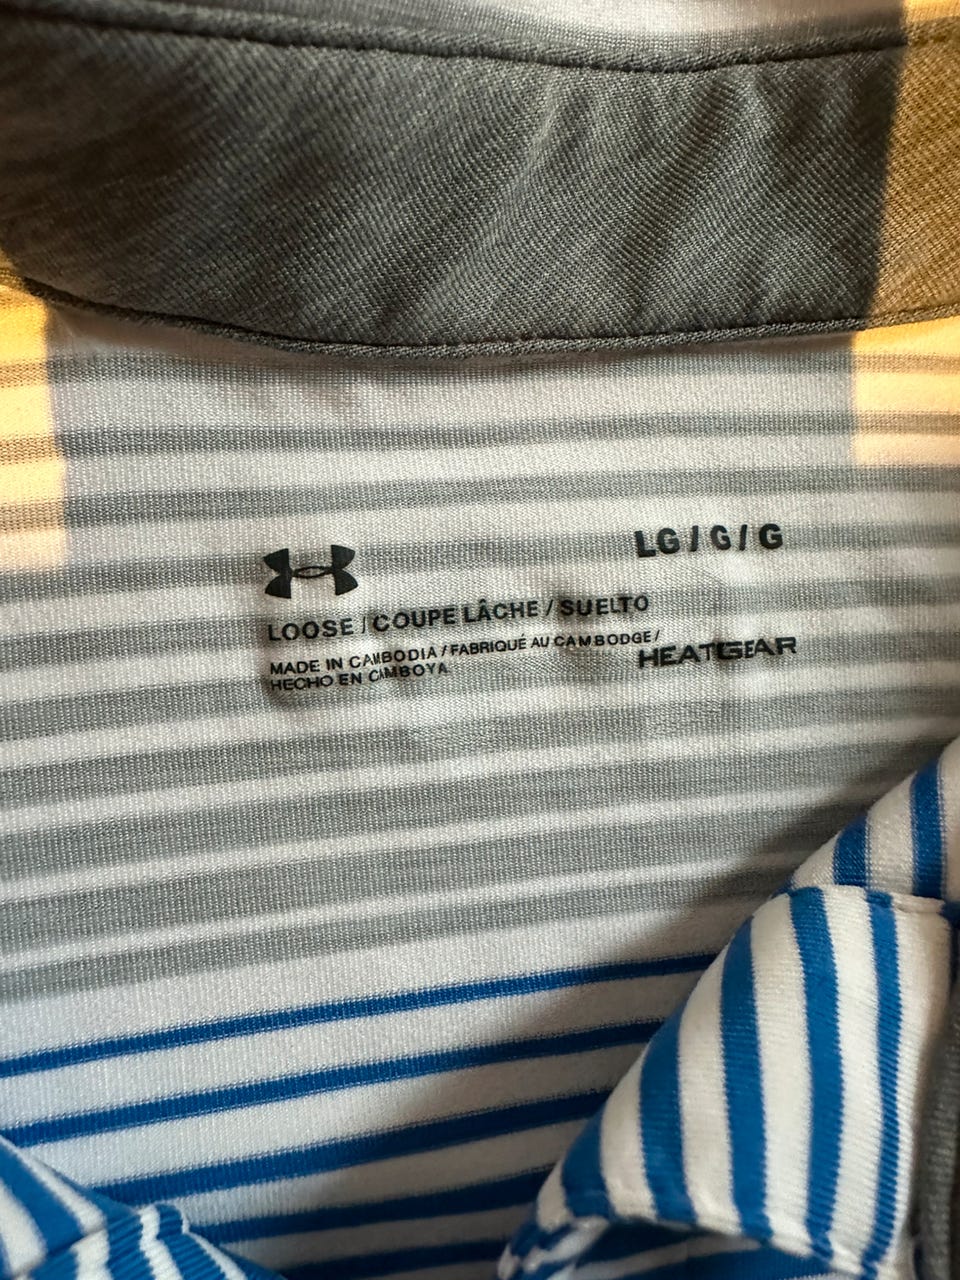 LG / G / G
LOOSE / COUPE LÂCHE / SUELTO
MADE IN CAMBODIA / FABRIQUÉ AU CAMBODGE /
HECHO EN CAMBOYA
HEATGEAR